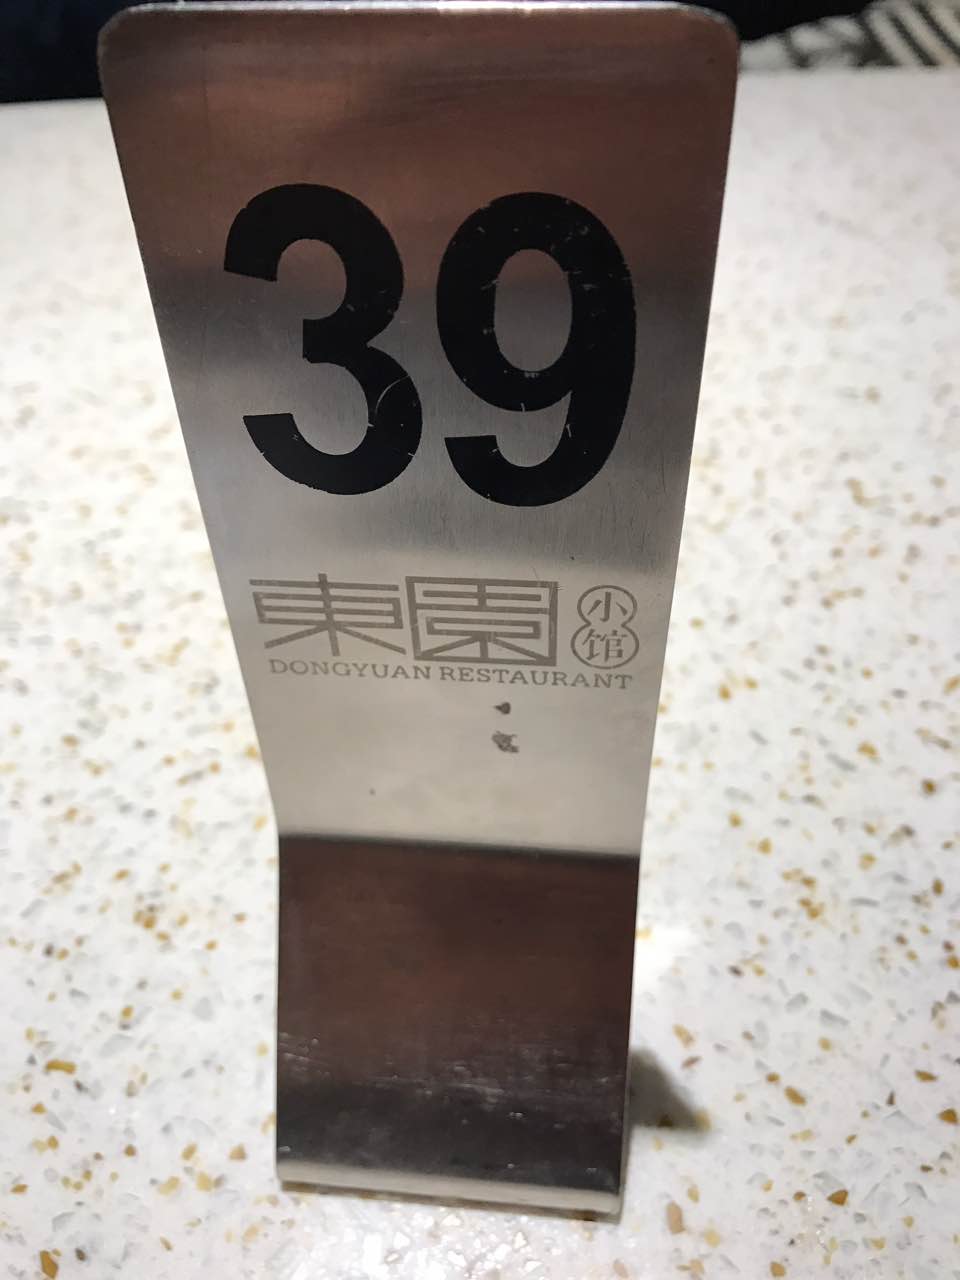 39
東園 小馆
DONGYUAN RESTAURANT